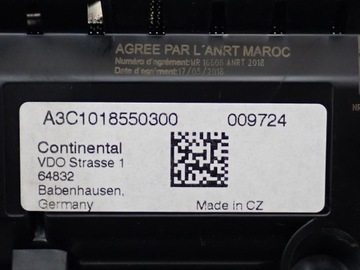 AGREE PAR L'ANRT MAROC
Numéro d'agrément: MR 16606 ANRT 2018
Date d'agrément: 17/05/2018
A3C1018550300 009724
Continental
VDO Strasse 1
64832
Babenhausen,
Germany
Made in CZ